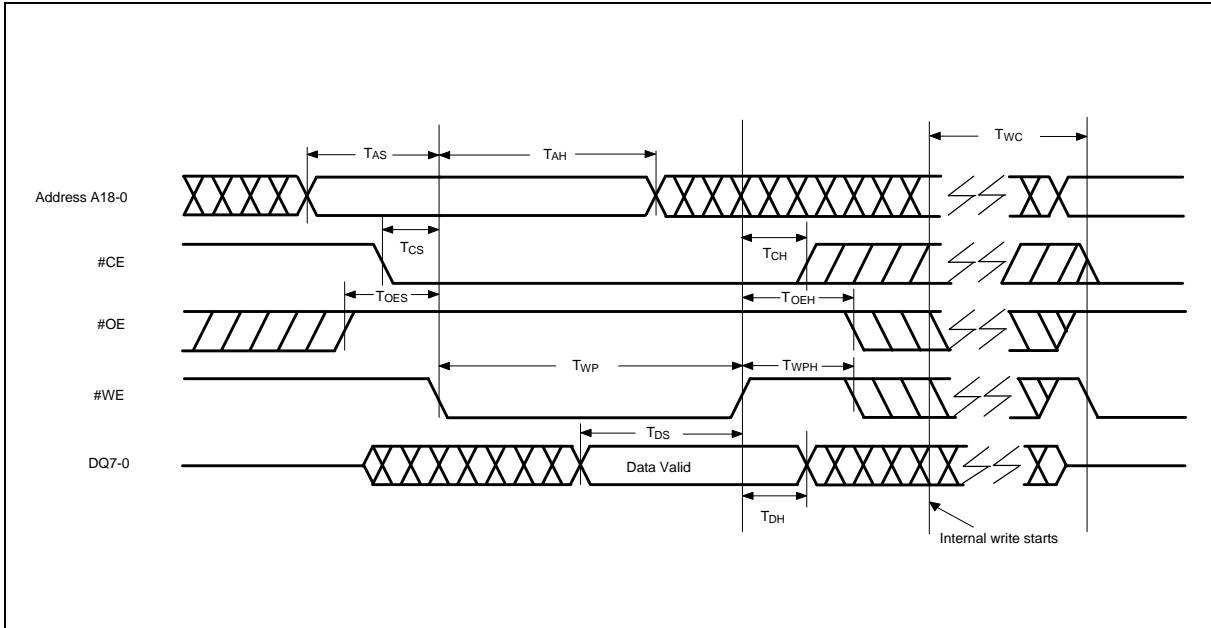 TWC
TAS
TAH
Address A18-0
TCS
TCH
#CE
TOES
TOEH
#OE
TWP
TWPH
#WE
TDS
DQ7-0
Data Valid
TDH
Internal write starts